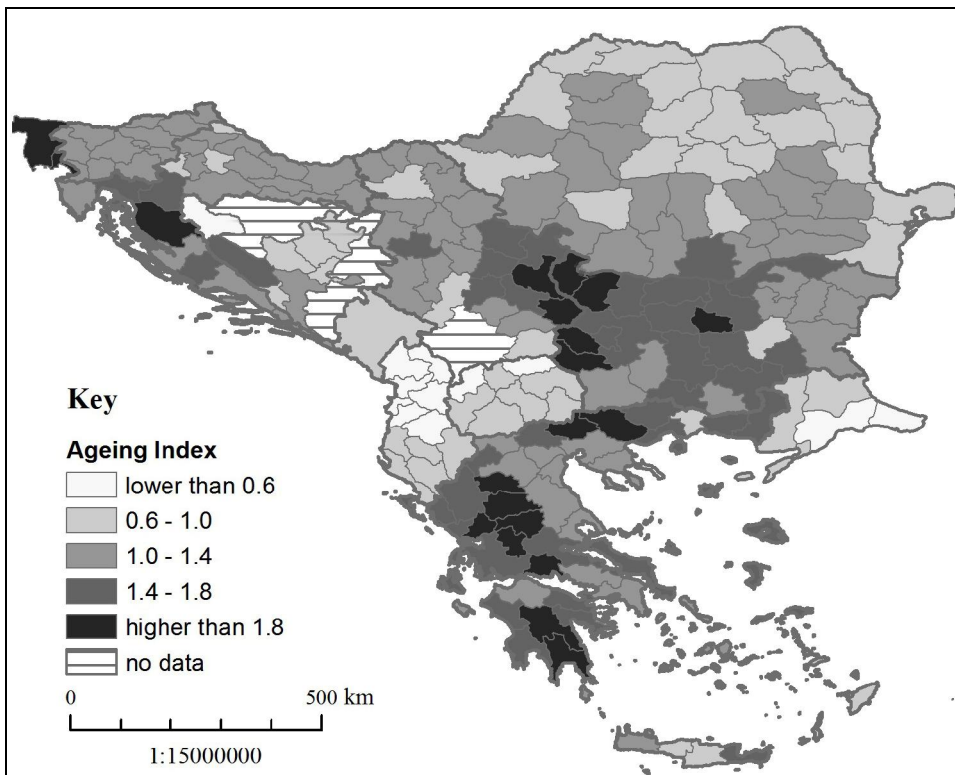 Key
Ageing Index
lower than 0.6
0.6 - 1.0
1.0 - 1.4
1.4 - 1.8
higher than 1.8
no data
0 500 km
1:15000000